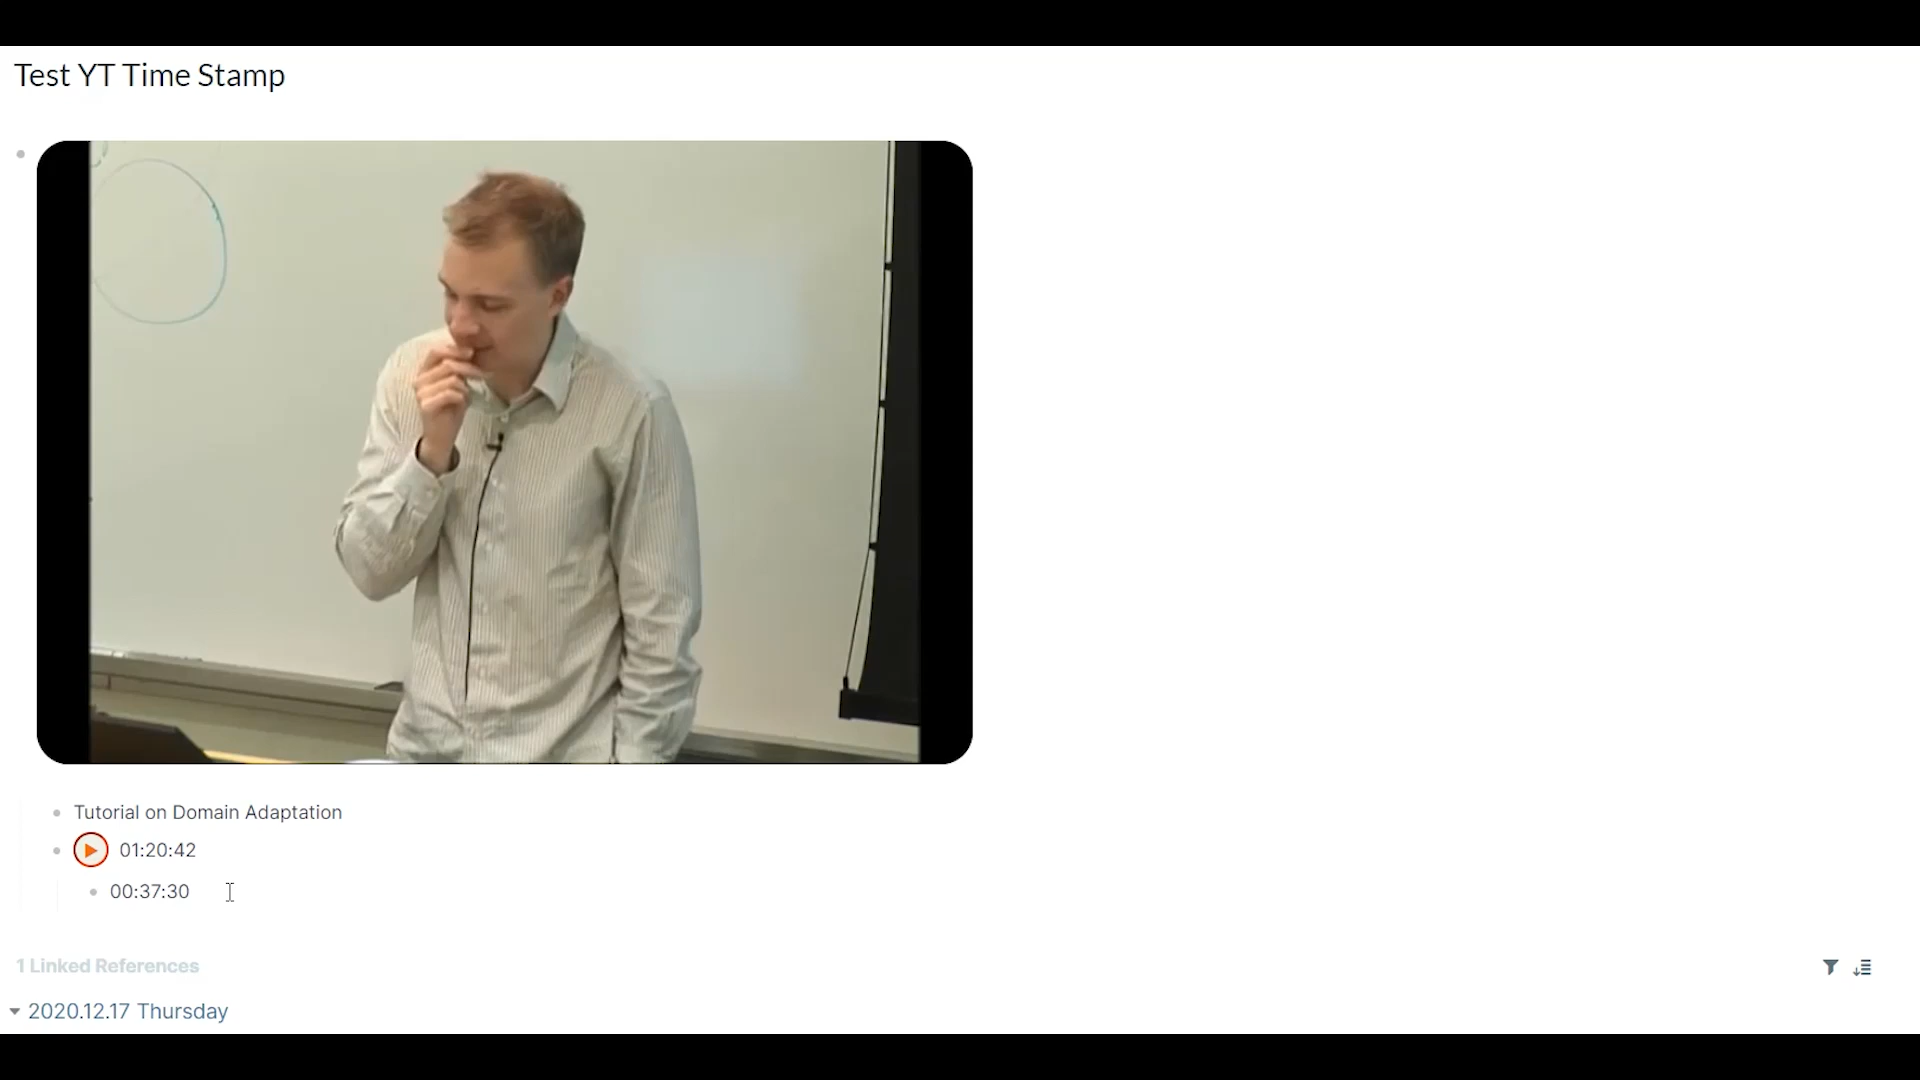 Test YT Time Stamp
Tutorial on Domain Adaptation
01:20:42
00:37:30
1 Linked References
2020.12.17 Thursday